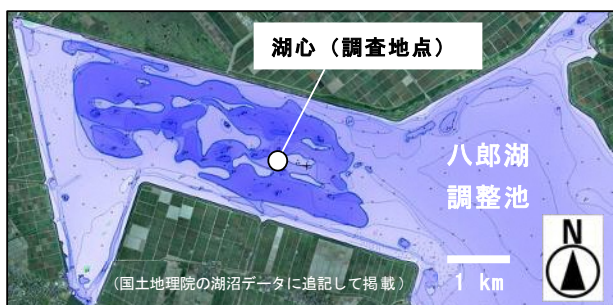 湖心（調査地点）
八郎湖
調整池
N
（国土地理院の湖沼データに追記して掲載）
1 km